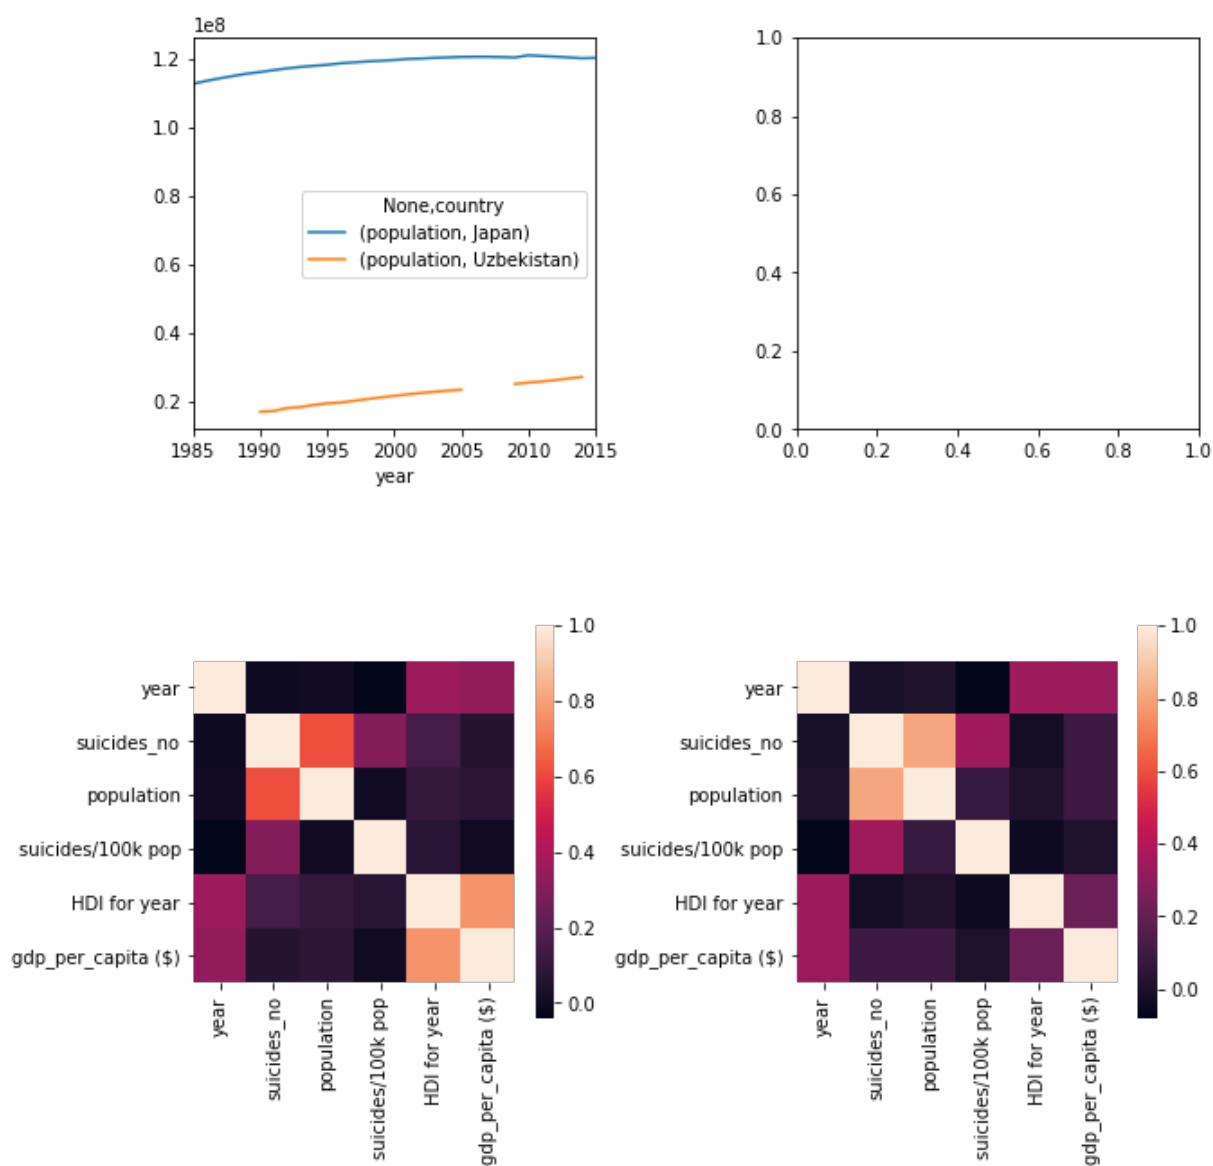 1e8
1.2
1.0
0.8
0.6
0.4
0.2
1985 1990 1995 2000 2005 2010 2015
year
None,country
(population, Japan)
(population, Uzbekistan)
1.0
0.8
0.6
0.4
0.2
0.0
0.0 0.2 0.4 0.6 0.8 1.0
year
suicides_no
population
suicides/100k pop
HDI for year
gdp_per_capita ($)
year
suicides_no
population
suicides/100k pop
HDI for year
gdp_per_capita ($)
1.0
0.8
0.6
0.4
0.2
0.0
year
suicides_no
population
suicides/100k pop
HDI for year
gdp_per_capita ($)
year
suicides_no
population
suicides/100k pop
HDI for year
gdp_per_capita ($)
1.0
0.8
0.6
0.4
0.2
0.0